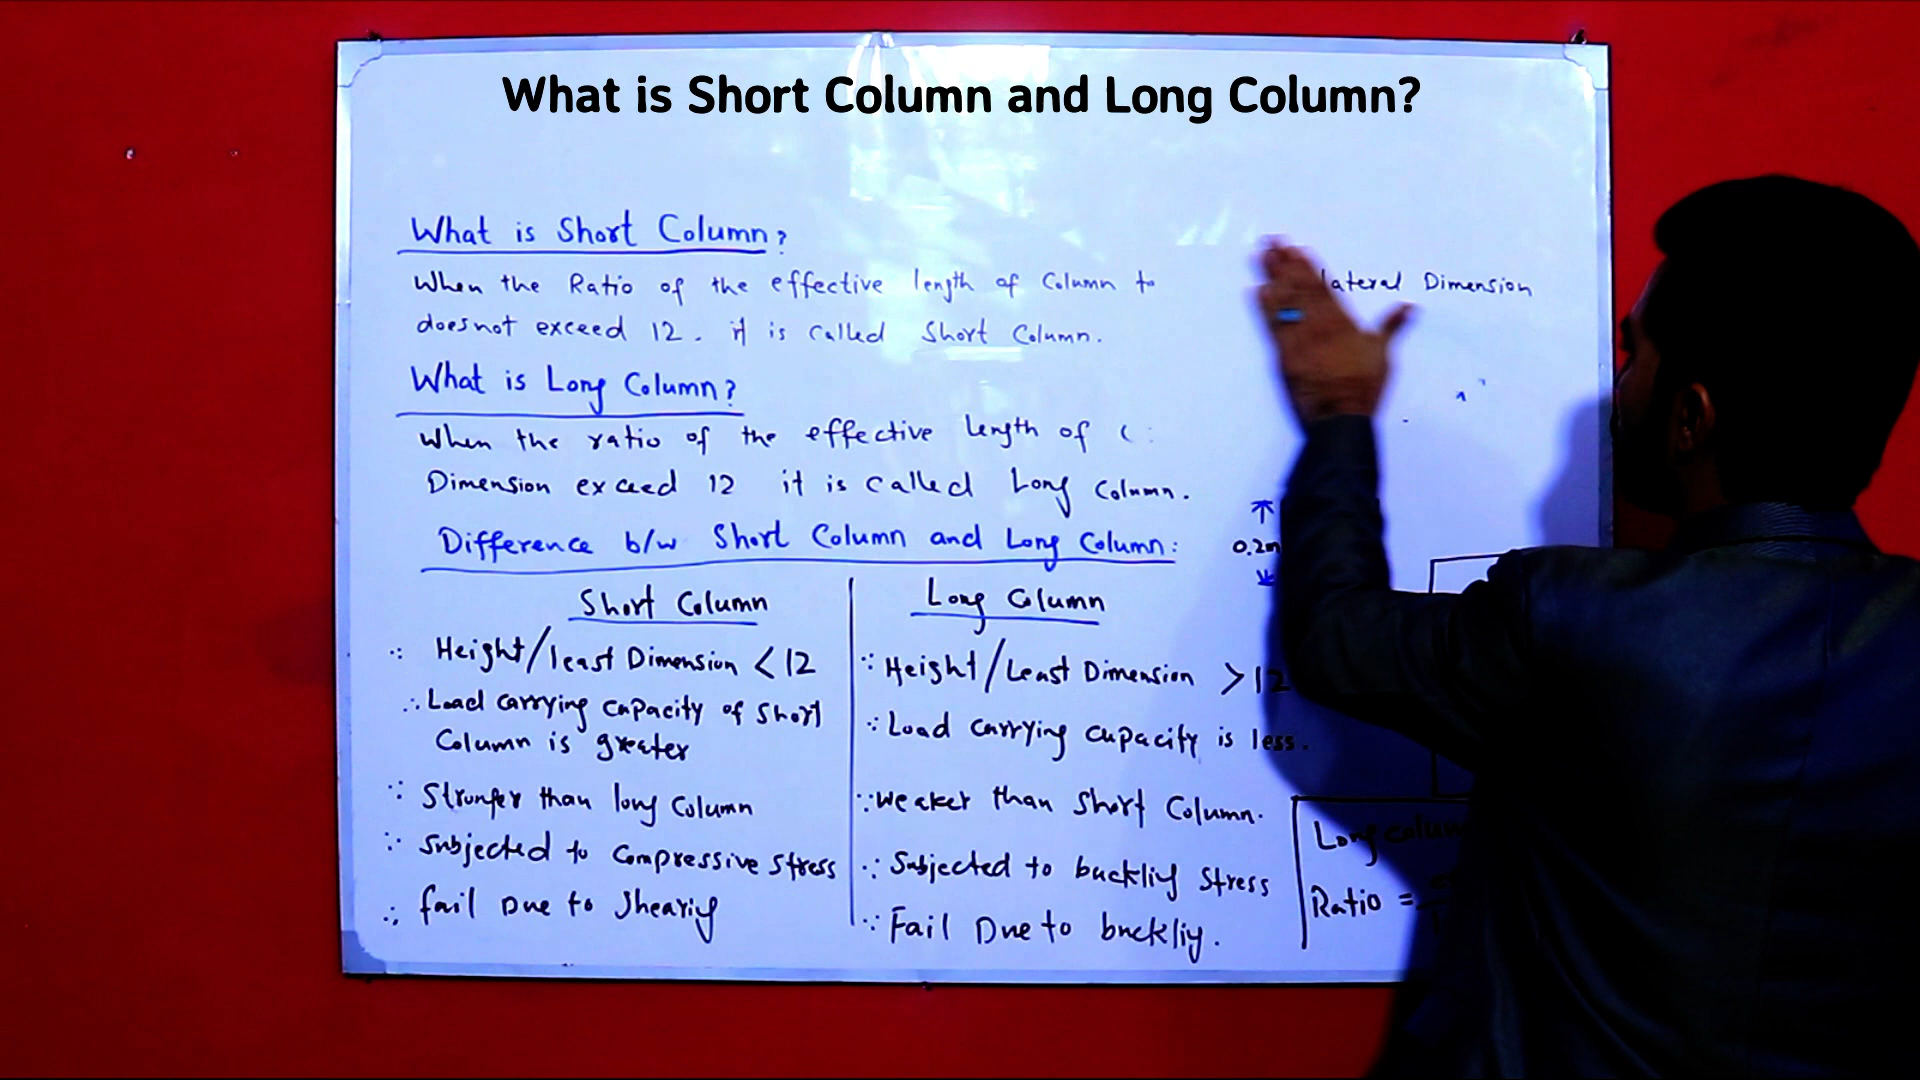 What is Short Column and Long Column?
What is Short Column?
When the Ratio of the effective length of Column to lateral Dimension
does not exceed 12. it is called Short Column.
What is Long Column?
When the ratio of the effective length of
Dimension exceed 12 it is called Long Column.
Difference b/w Short Column and Long Column:
0.2m
Short Column
Long Column
∴ Height/least Dimension < 12
∵ Height/Least Dimension > 12
∴ Load carrying capacity of Short
Column is greater
∵ Load carrying capacity is less.
∵ Stronger than long Column
∵ weaker than Short Column.
∵ Subjected to Compressive Stress
∴ Subjected to buckling Stress
∴ fail Due to Shearing
∵ Fail Due to buckling.
Long colum
Ratio =